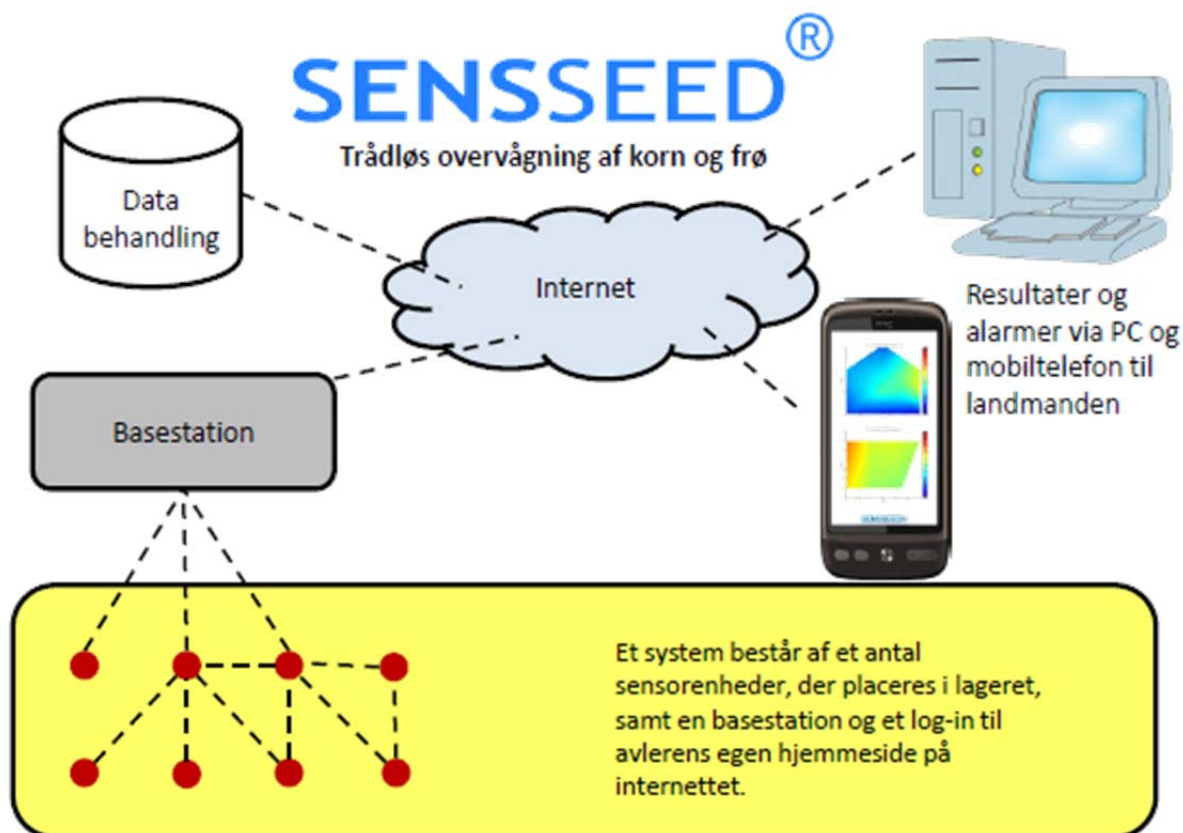 SENSSEED®
Trådløs overvågning af korn og frø
Data
behandling
Internet
Resultater og
alarmer via PC og
mobiltelefon til
landmanden
Basestation
Et system består af et antal
sensorenheder, der placeres i lageret,
samt en basestation og et log-in til
avlerens egen hjemmeside på
internettet.